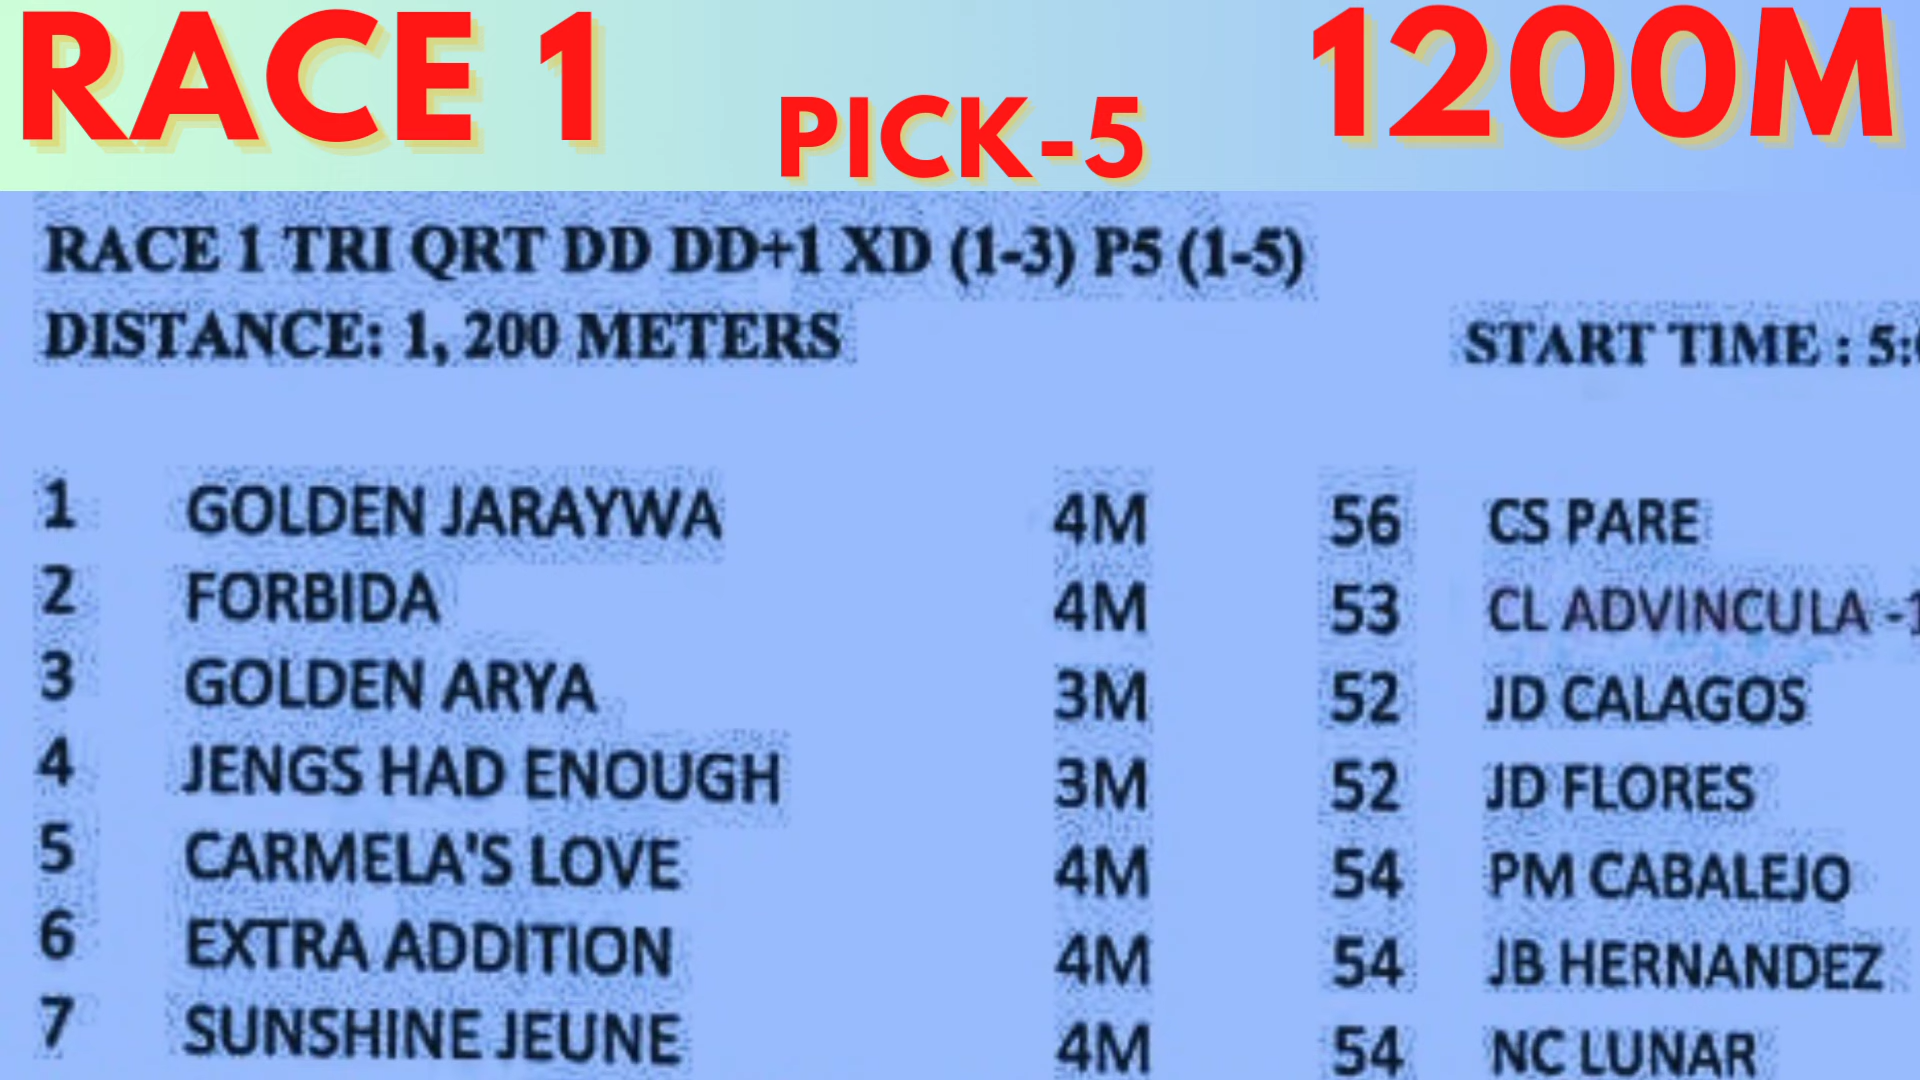 RACE 1
PICK-5
1200M
RACE 1 TRI QRT DD DD+1 XD (1-3) P5 (1-5)
DISTANCE: 1, 200 METERS START TIME : 5:
1 GOLDEN JARAYWA 4M 56 CS PARE
2 FORBIDA 4M 53 CL ADVINCULA -1
3 GOLDEN ARYA 3M 52 JD CALAGOS
4 JENGS HAD ENOUGH 3M 52 JD FLORES
5 CARMELA'S LOVE 4M 54 PM CABALEJO
6 EXTRA ADDITION 4M 54 JB HERNANDEZ
7 SUNSHINE JEUNE 4M 54 NC LUNAR